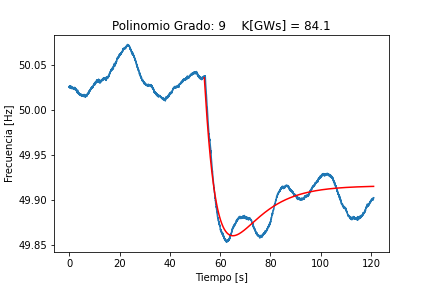 Polinomio Grado: 9    K[GWs] = 84.1
Frecuencia [Hz]
50.05
50.00
49.95
49.90
49.85
0 20 40 60 80 100 120
Tiempo [s]